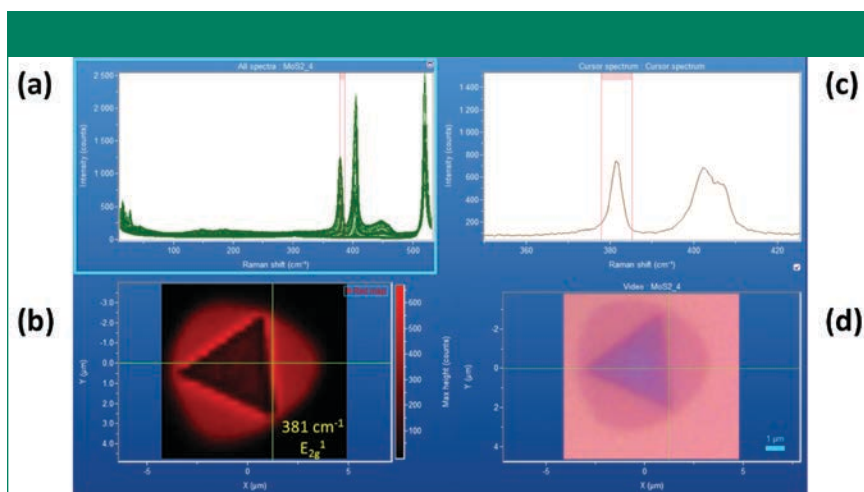 (a)
All spectra : MoS2_4
Intensity (counts)
2 500
2 000
1 500
1 000
500
0
100
200
300
400
500
Raman shift (cm⁻¹)
(c)
Cursor spectrum : Cursor spectrum
Intensity (counts)
1 400
1 200
1 000
800
600
400
200
360
380
400
420
Raman shift (cm⁻¹)
(b)
Y (µm)
-3.0
-2.0
-1.0
0.0
1.0
2.0
3.0
4.0
381 cm⁻¹
E₂g¹
-5
0
5
X (µm)
Max height (counts)
600
500
400
300
200
100
(d)
Video : MoS2_4
Y (µm)
-2
0
2
4
1 µm
-5
0
5
X (µm)